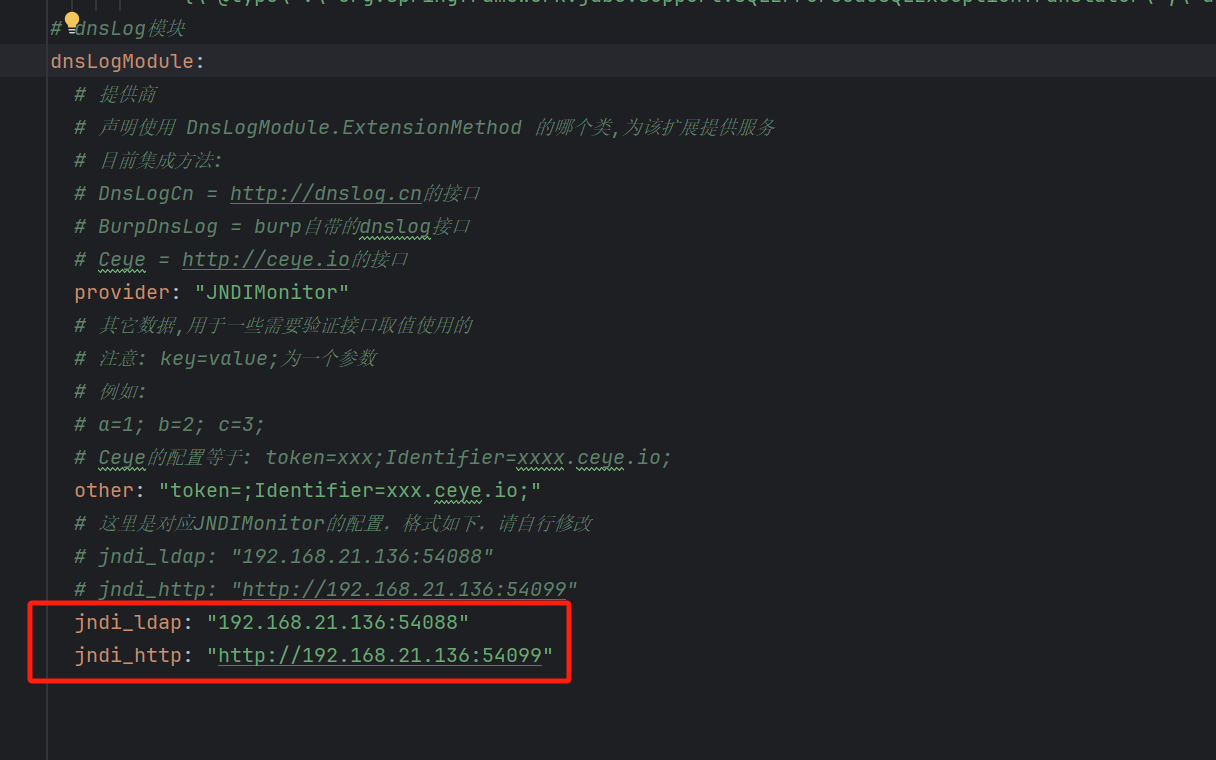 # dnsLog模块
dnsLogModule:
# 提供商
# 声明使用 DnsLogModule.ExtensionMethod 的哪个类,为该扩展提供服务
# 目前集成方法:
# DnsLogCn = http://dnslog.cn的接口
# BurpDnsLog = burp自带的dnslog接口
# Ceye = http://ceye.io的接口
provider: "JNDIMonitor"
# 其它数据,用于一些需要验证接口取值使用的
# 注意: key=value;为一个参数
# 例如:
# a=1; b=2; c=3;
# Ceye的配置等于: token=xxx;Identifier=xxxx.ceye.io;
other: "token=;Identifier=xxx.ceye.io;"
# 这里是对应JNDIMonitor的配置，格式如下，请自行修改
# jndi_ldap: "192.168.21.136:54088"
# jndi_http: "http://192.168.21.136:54099"
jndi_ldap: "192.168.21.136:54088"
jndi_http: "http://192.168.21.136:54099"